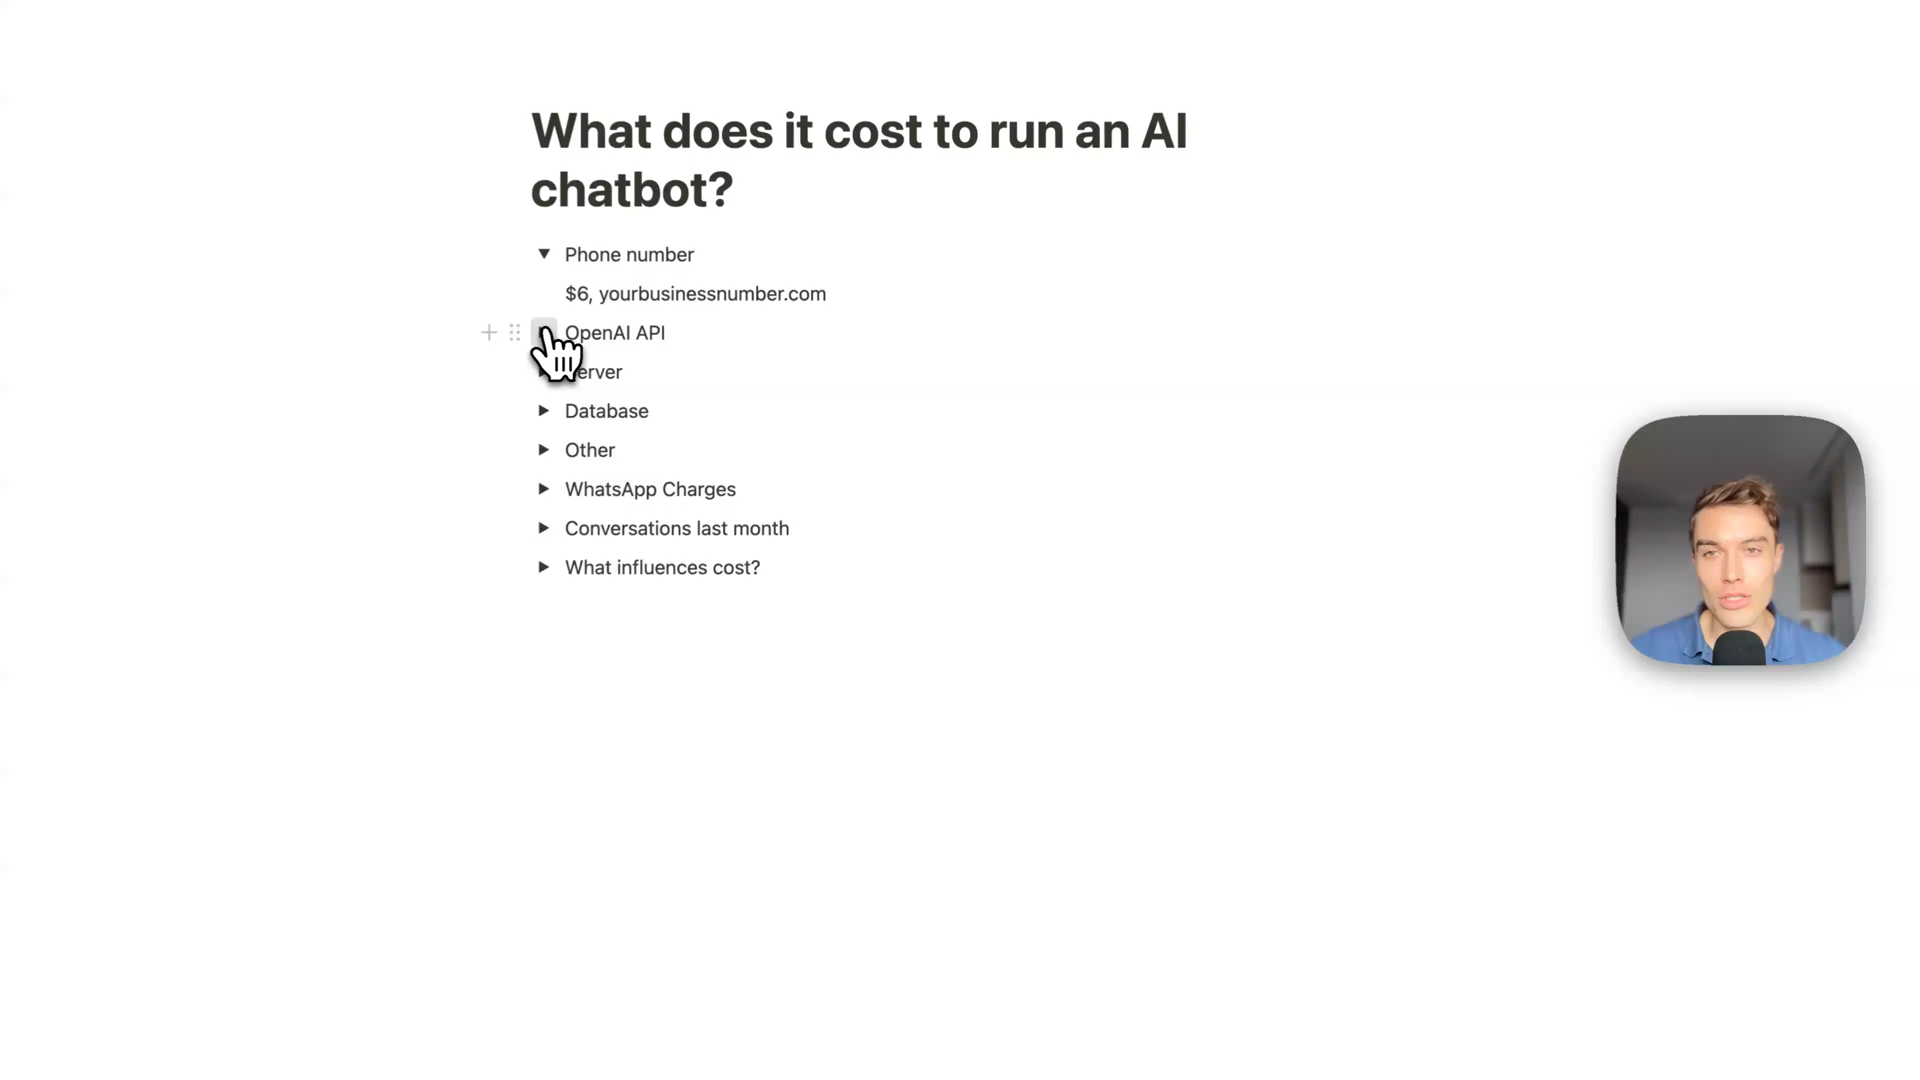 What does it cost to run an AI
chatbot?
Phone number
$6, yourbusinessnumber.com
OpenAI API
erver
Database
Other
WhatsApp Charges
Conversations last month
What influences cost?